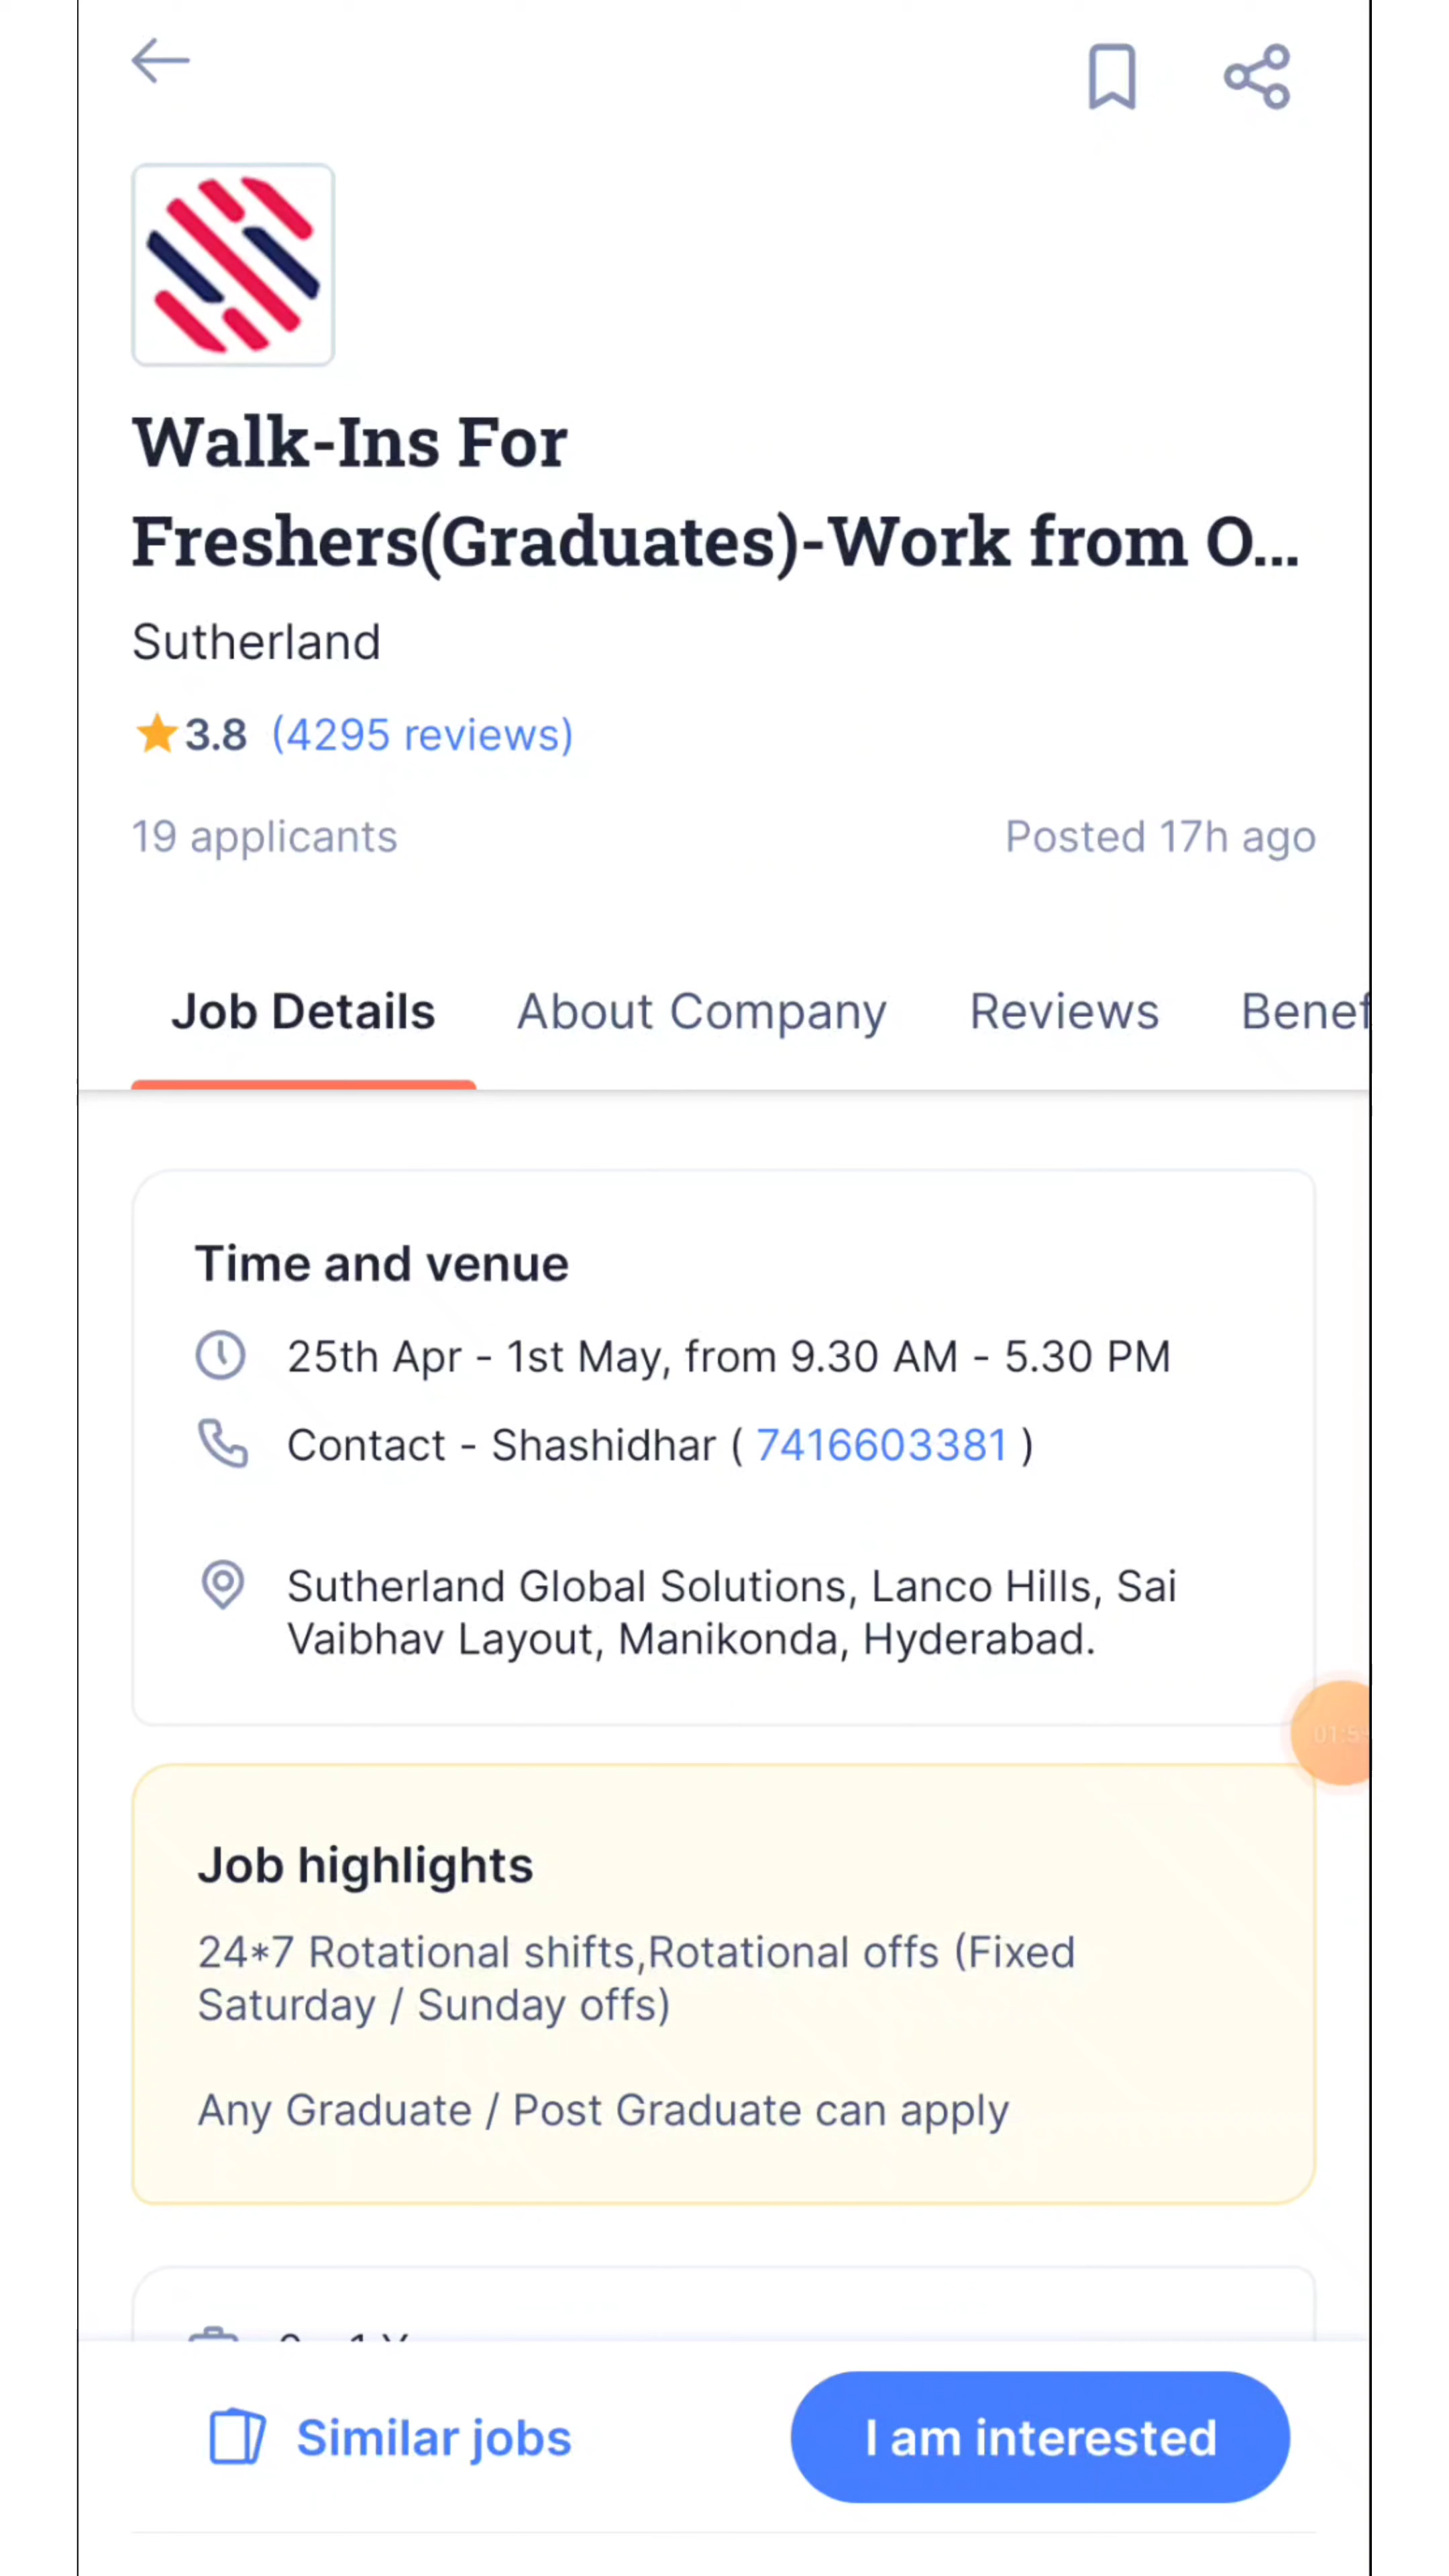 Walk-Ins For
Freshers(Graduates)-Work from O...
Sutherland
3.8 (4295 reviews)
19 applicants Posted 17h ago
Job Details About Company Reviews Benef
Time and venue
25th Apr - 1st May, from 9.30 AM - 5.30 PM
Contact - Shashidhar ( 7416603381 )
Sutherland Global Solutions, Lanco Hills, Sai
Vaibhav Layout, Manikonda, Hyderabad.
Job highlights
24*7 Rotational shifts,Rotational offs (Fixed
Saturday / Sunday offs)
Any Graduate / Post Graduate can apply
Similar jobs I am interested